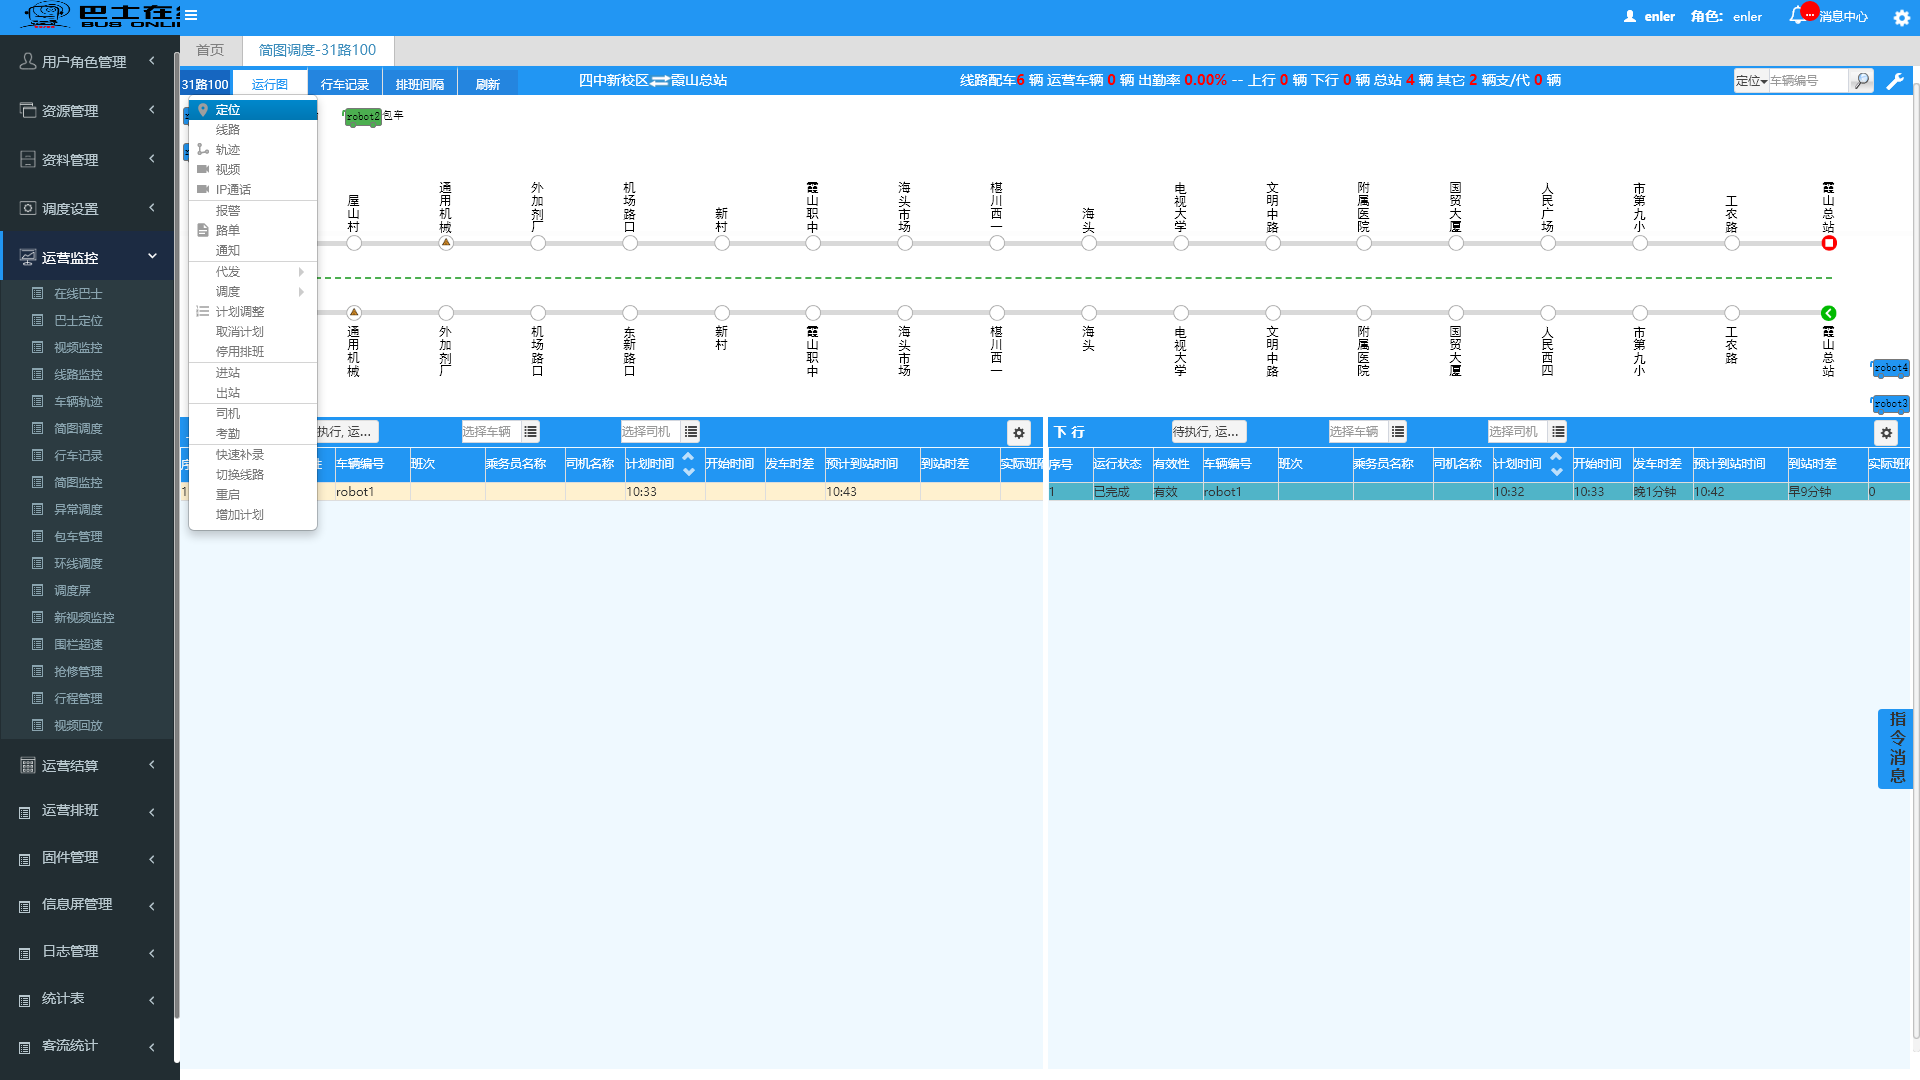 巴士在线
BUS ONLI
enler
角色:
enler
...
消息中心
用户角色管理
资源管理
资料管理
调度设置
运营监控
在线巴士
巴士定位
视频监控
线路监控
车辆轨迹
简图调度
行车记录
简图监控
异常调度
包车管理
环线调度
调度屏
新视频监控
围栏超速
抢修管理
行程管理
视频回放
运营结算
运营排班
固件管理
信息屏管理
日志管理
统计表
客流统计
首页
简图调度-31路100
31路100
运行图
行车记录
排班间隔
刷新
四中新校区⇄霞山总站
线路配车6 辆 运营车辆 0 辆 出勤率 0.00% -- 上行 0 辆 下行 0 辆 总站 4 辆 其它 2 辆支/代 0 辆
定位
车辆编号
定位
线路
轨迹
视频
IP通话
报警
路单
通知
代发
调度
计划调整
取消计划
停用排班
进站
出站
司机
考勤
快速补录
切换线路
重启
增加计划
robot2
包车
屋山村
通用机械
外加剂厂
机场路口
新村
霞山职中
海头市场
椹川西一
海头
电视大学
文明中路
附属医院
国贸大厦
人民广场
市第九小
工农路
霞山总站
通用机械
外加剂厂
机场路口
东新路口
新村
霞山职中
海头市场
椹川西一
海头
电视大学
文明中路
附属医院
国贸大厦
人民西四
市第九小
工农路
霞山总站
robot4
robot3
执行, 运...
选择车辆
选择司机
车辆编号
班次
乘务员名称
司机名称
计划时间
开始时间
发车时差
预计到站时间
到站时差
实际班
1
robot1
10:33
10:43
下 行
待执行, 运...
选择车辆
选择司机
序号
运行状态
有效性
车辆编号
班次
乘务员名称
司机名称
计划时间
开始时间
发车时差
预计到站时间
到站时差
实际班
1
已完成
有效
robot1
10:32
10:33
晚1分钟
10:42
早9分钟
0
指令消息